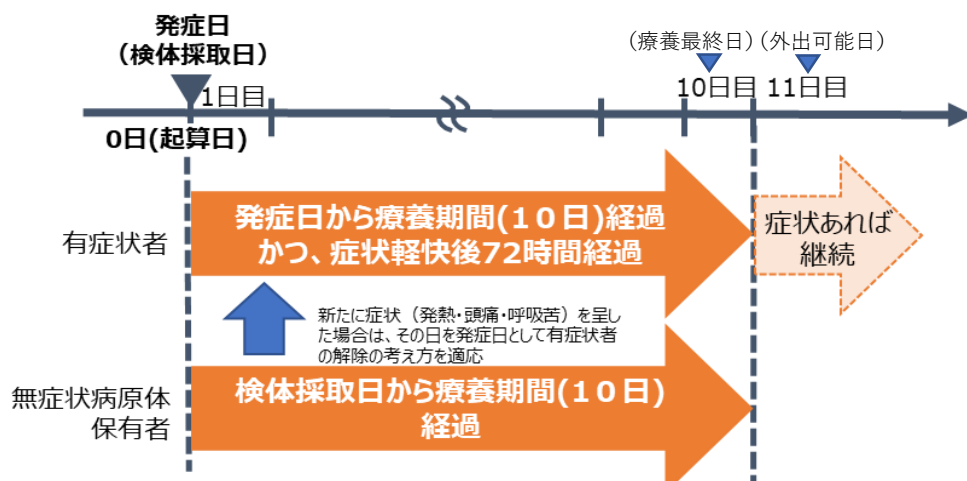 発症日
（検体採取日）
（療養最終日）（外出可能日）
1日目
10日目
11日目
0日(起算日)
有症状者
発症日から療養期間(１０日)経過
かつ、症状軽快後72時間経過
症状あれば
継続
新たに症状（発熱・頭痛・呼吸苦）を呈し
た場合は、その日を発症日として有症状者
の解除の考え方を適応
無症状病原体
保有者
検体採取日から療養期間(１０日)
経過